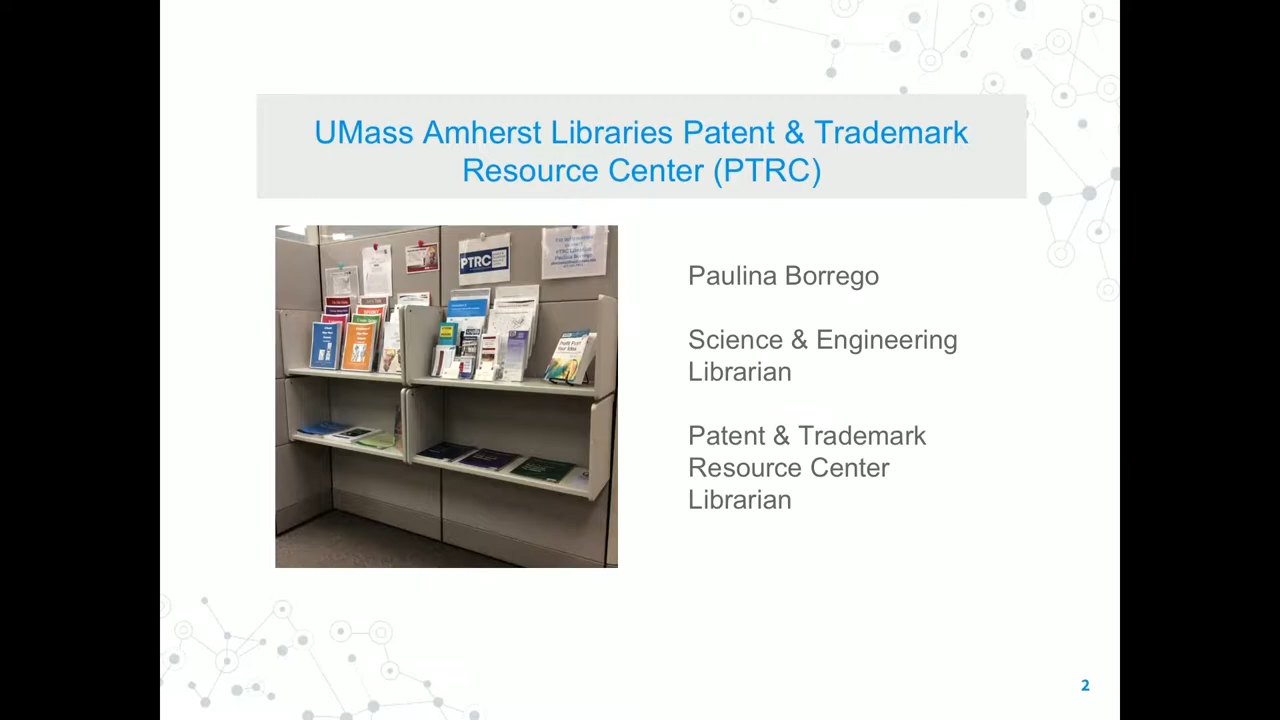 UMass Amherst Libraries Patent & Trademark
Resource Center (PTRC)
PTRC
Paulina Borrego
Science & Engineering
Librarian
Patent & Trademark
Resource Center
Librarian
2